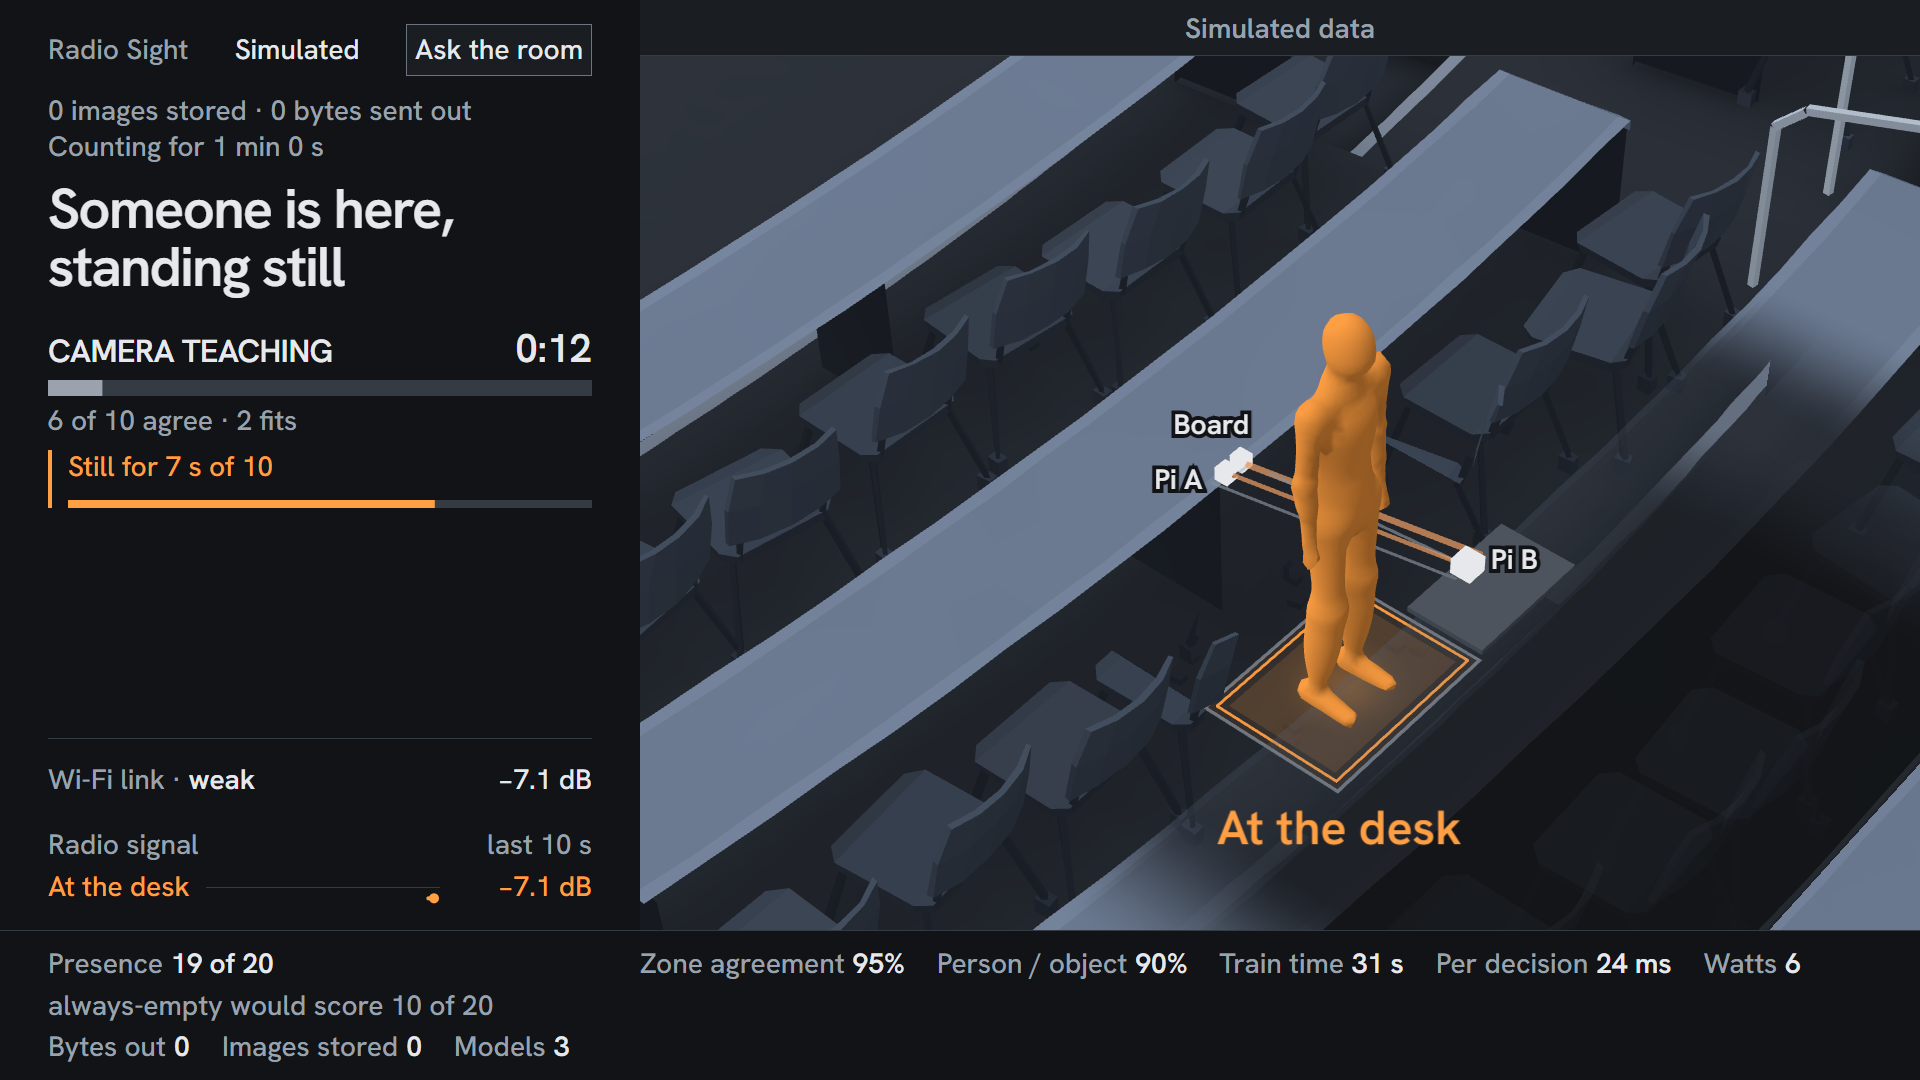 Radio Sight Simulated Ask the room
0 images stored · 0 bytes sent out
Counting for 1 min 0 s
Someone is here,
standing still
CAMERA TEACHING 0:12
6 of 10 agree · 2 fits
Still for 7 s of 10
Wi-Fi link · weak −7.1 dB
Radio signal last 10 s
At the desk −7.1 dB
Simulated data
Board
Pi A
Pi B
At the desk
Presence 19 of 20
always-empty would score 10 of 20
Bytes out 0 Images stored 0 Models 3
Zone agreement 95% Person / object 90% Train time 31 s Per decision 24 ms Watts 6